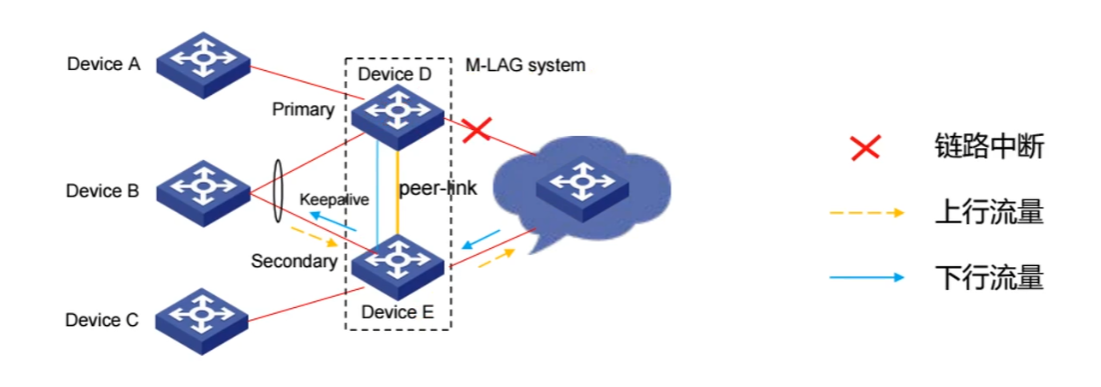 Device A
Device D
M-LAG system
Primary
Device B
Keepalive
peer-link
Secondary
Device E
Device C
链路中断
上行流量
下行流量